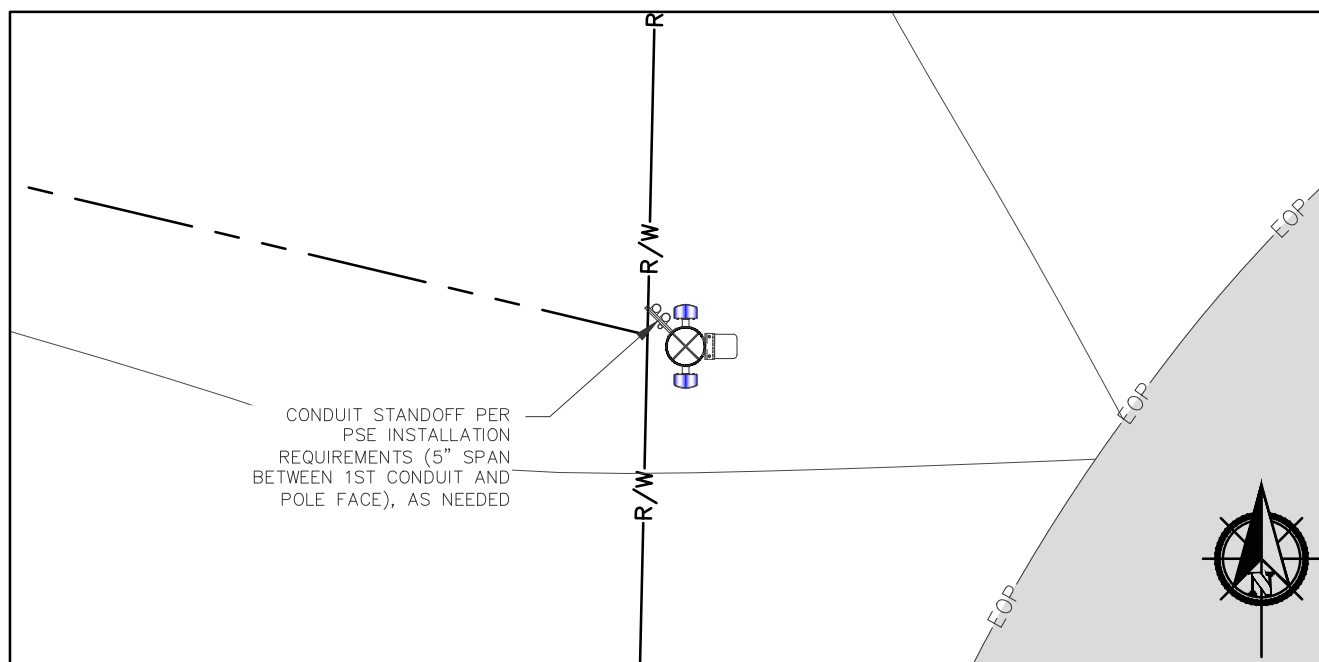 R
R/W
EOP
CONDUIT STANDOFF PER
PSE INSTALLATION
REQUIREMENTS (5” SPAN
BETWEEN 1ST CONDUIT AND
POLE FACE), AS NEEDED
EOP
R/W
N
EOP